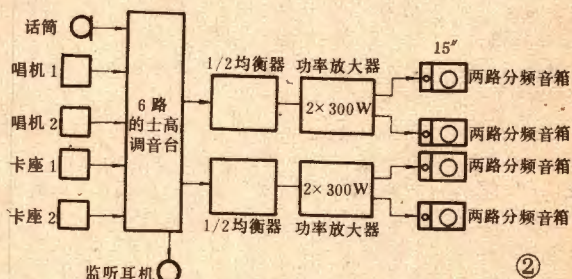 话筒
唱机 1
唱机 2
卡座 1
卡座 2
监听耳机
6 路
的士高
调音台
1/2均衡器
功率放大器
2×300W
15″
两路分频音箱
两路分频音箱
2×300W
1/2均衡器
功率放大器
两路分频音箱
两路分频音箱
②